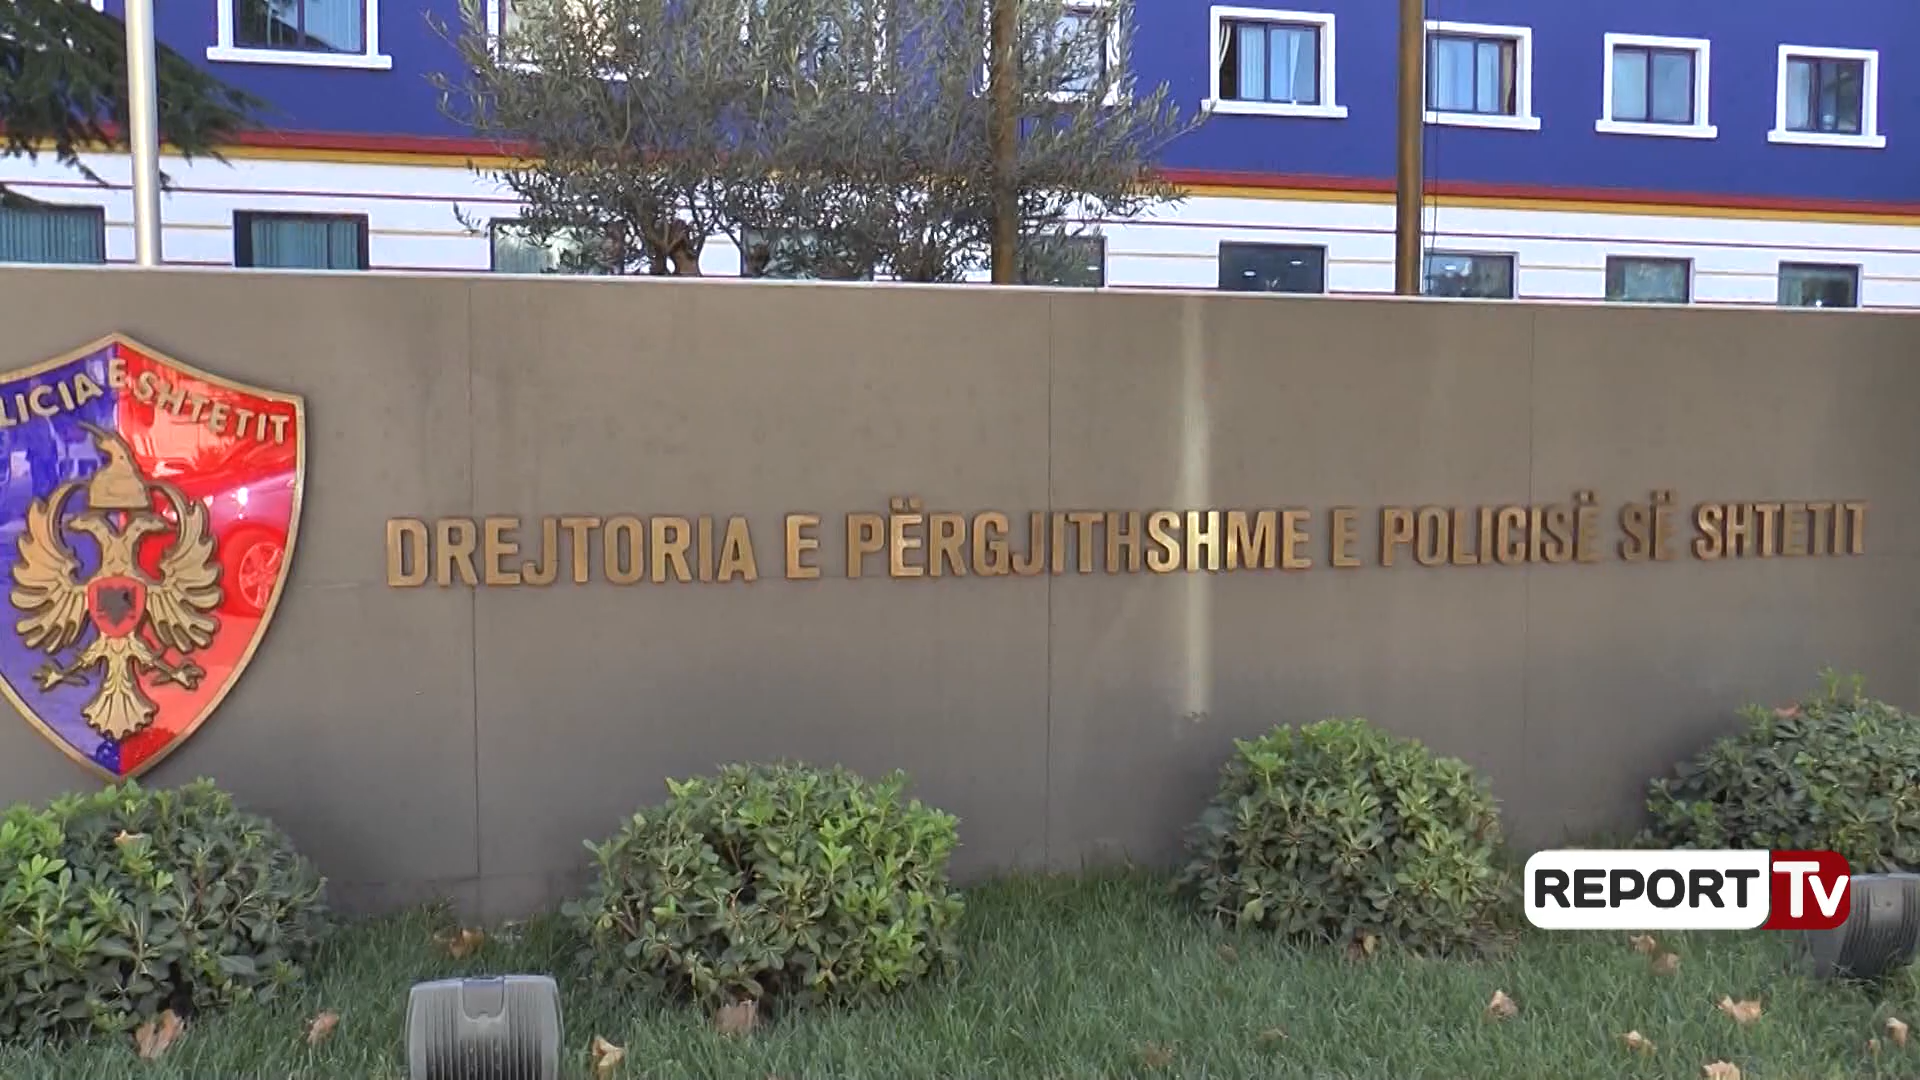 LICIA E SHTETIT
DREJTORIA E PËRGJITHSHME E POLICISË SË SHTETIT
REPORT Tv